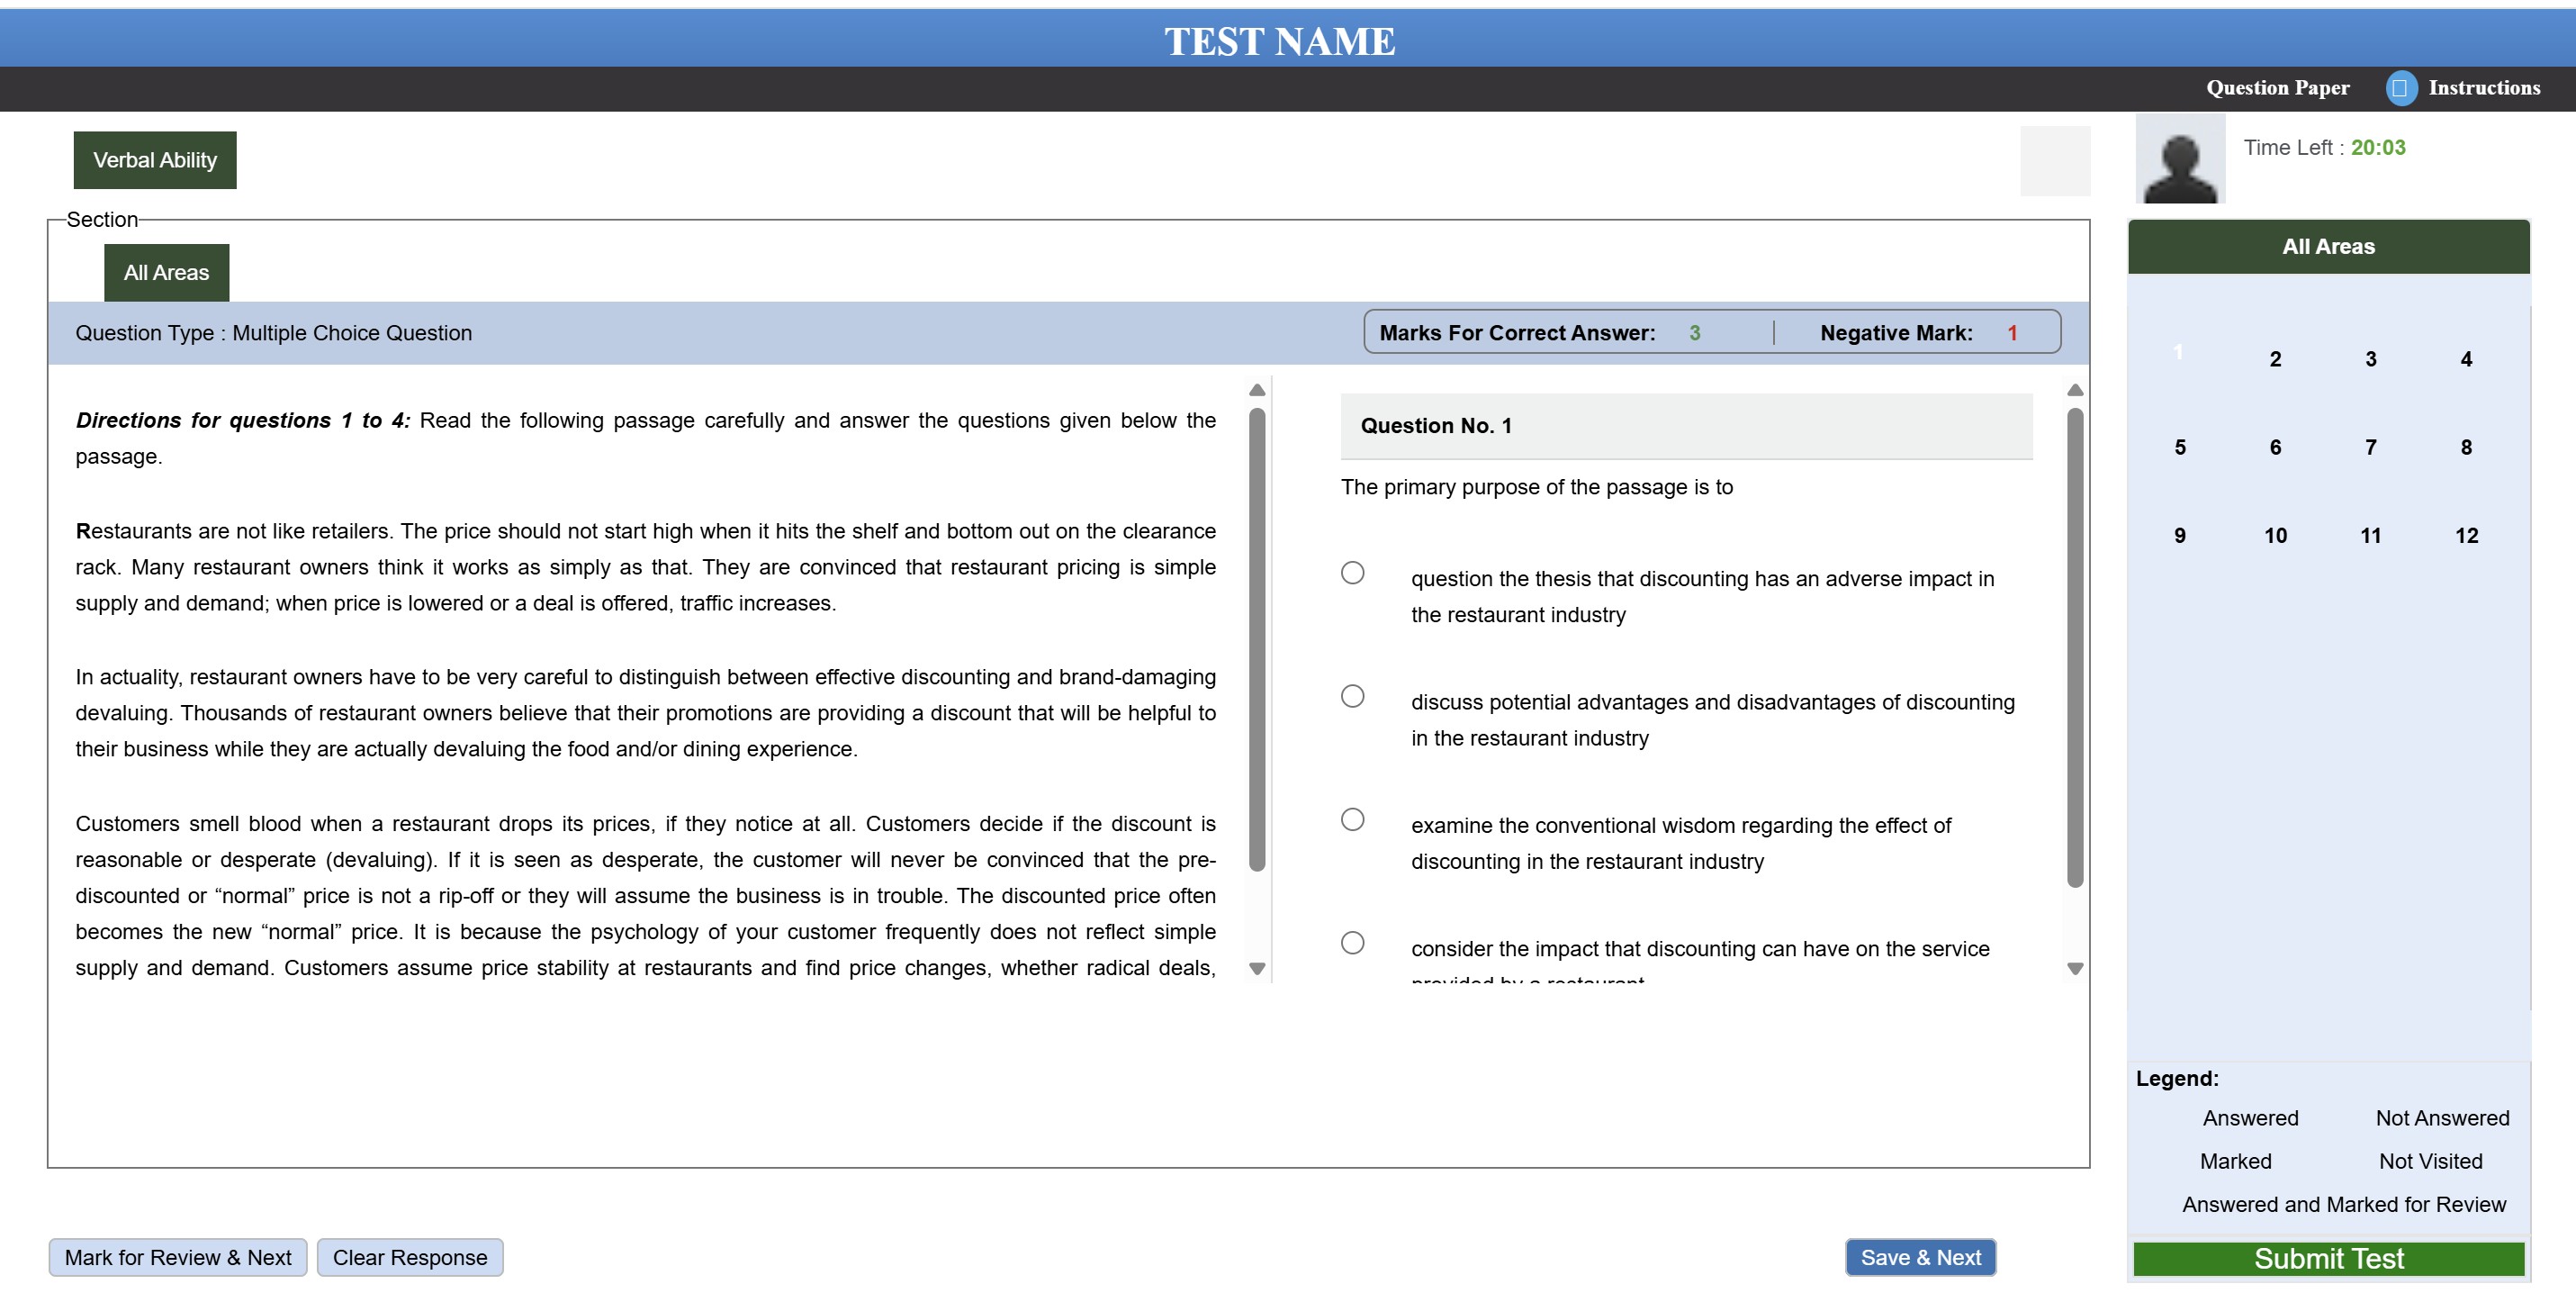 TEST NAME
Question Paper
Instructions
Verbal Ability
Time Left : 20:03
Section
All Areas
Question Type : Multiple Choice Question
Marks For Correct Answer: 3 | Negative Mark: 1
Directions for questions 1 to 4: Read the following passage carefully and answer the questions given below the
passage.
Restaurants are not like retailers. The price should not start high when it hits the shelf and bottom out on the clearance
rack. Many restaurant owners think it works as simply as that. They are convinced that restaurant pricing is simple
supply and demand; when price is lowered or a deal is offered, traffic increases.
In actuality, restaurant owners have to be very careful to distinguish between effective discounting and brand-damaging
devaluing. Thousands of restaurant owners believe that their promotions are providing a discount that will be helpful to
their business while they are actually devaluing the food and/or dining experience.
Customers smell blood when a restaurant drops its prices, if they notice at all. Customers decide if the discount is
reasonable or desperate (devaluing). If it is seen as desperate, the customer will never be convinced that the pre-
discounted or “normal” price is not a rip-off or they will assume the business is in trouble. The discounted price often
becomes the new “normal” price. It is because the psychology of your customer frequently does not reflect simple
supply and demand. Customers assume price stability at restaurants and find price changes, whether radical deals,
Question No. 1
The primary purpose of the passage is to
question the thesis that discounting has an adverse impact in
the restaurant industry
discuss potential advantages and disadvantages of discounting
in the restaurant industry
examine the conventional wisdom regarding the effect of
discounting in the restaurant industry
consider the impact that discounting can have on the service
provided by a restaurant
All Areas
1 2 3 4
5 6 7 8
9 10 11 12
Legend:
Answered Not Answered
Marked Not Visited
Answered and Marked for Review
Mark for Review & Next
Clear Response
Save & Next
Submit Test